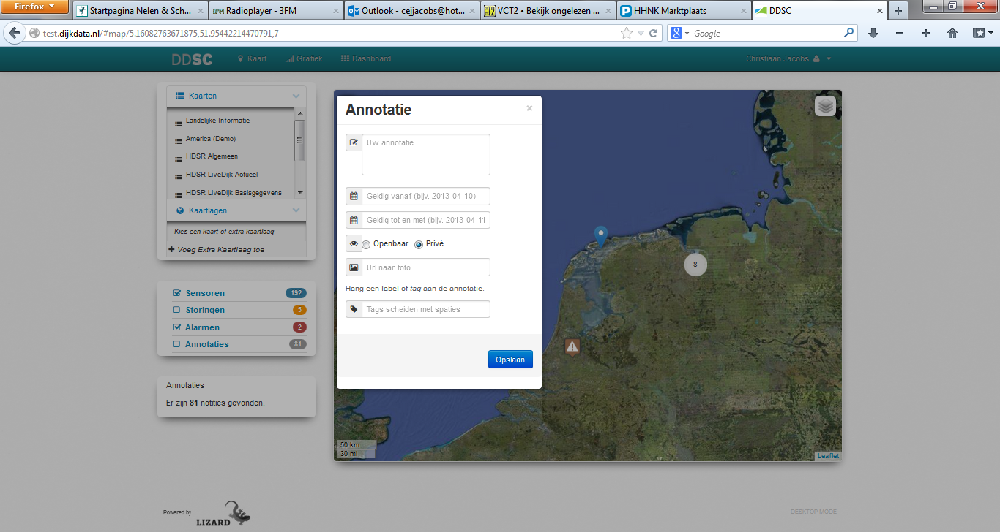 Firefox
Startpagina Nelen & Sch...
Radioplayer - 3FM
Outlook - cejjacobs@hot...
VCT2 • Bekijk ongelezen ...
HHNK Marktplaats
DDSC
test.dijkdata.nl/#map/5.16082763671875,51.95442214470791,7
Google
DDSC
Kaart
Grafiek
Dashboard
Christiaan Jacobs
Kaarten
Landelijke Informatie
America (Demo)
HDSR Algemeen
HDSR LiveDijk Actueel
HDSR LiveDijk Basisgegevens
Kaartlagen
Kies een kaart of extra kaartlaag
Voeg Extra Kaartlaag toe
Sensoren 192
Storingen 5
Alarmen 2
Annotaties 81
Annotaties
Er zijn 81 notities gevonden.
Annotatie ×
Uw annotatie
Geldig vanaf (bijv. 2013-04-10)
Geldig tot en met (bijv. 2013-04-11
Openbaar Privé
Url naar foto
Hang een label of tag aan de annotatie.
Tags scheiden met spaties
Opslaan
8
50 km
30 mi
Leaflet
Powered by
LIZARD
DESKTOP MODE